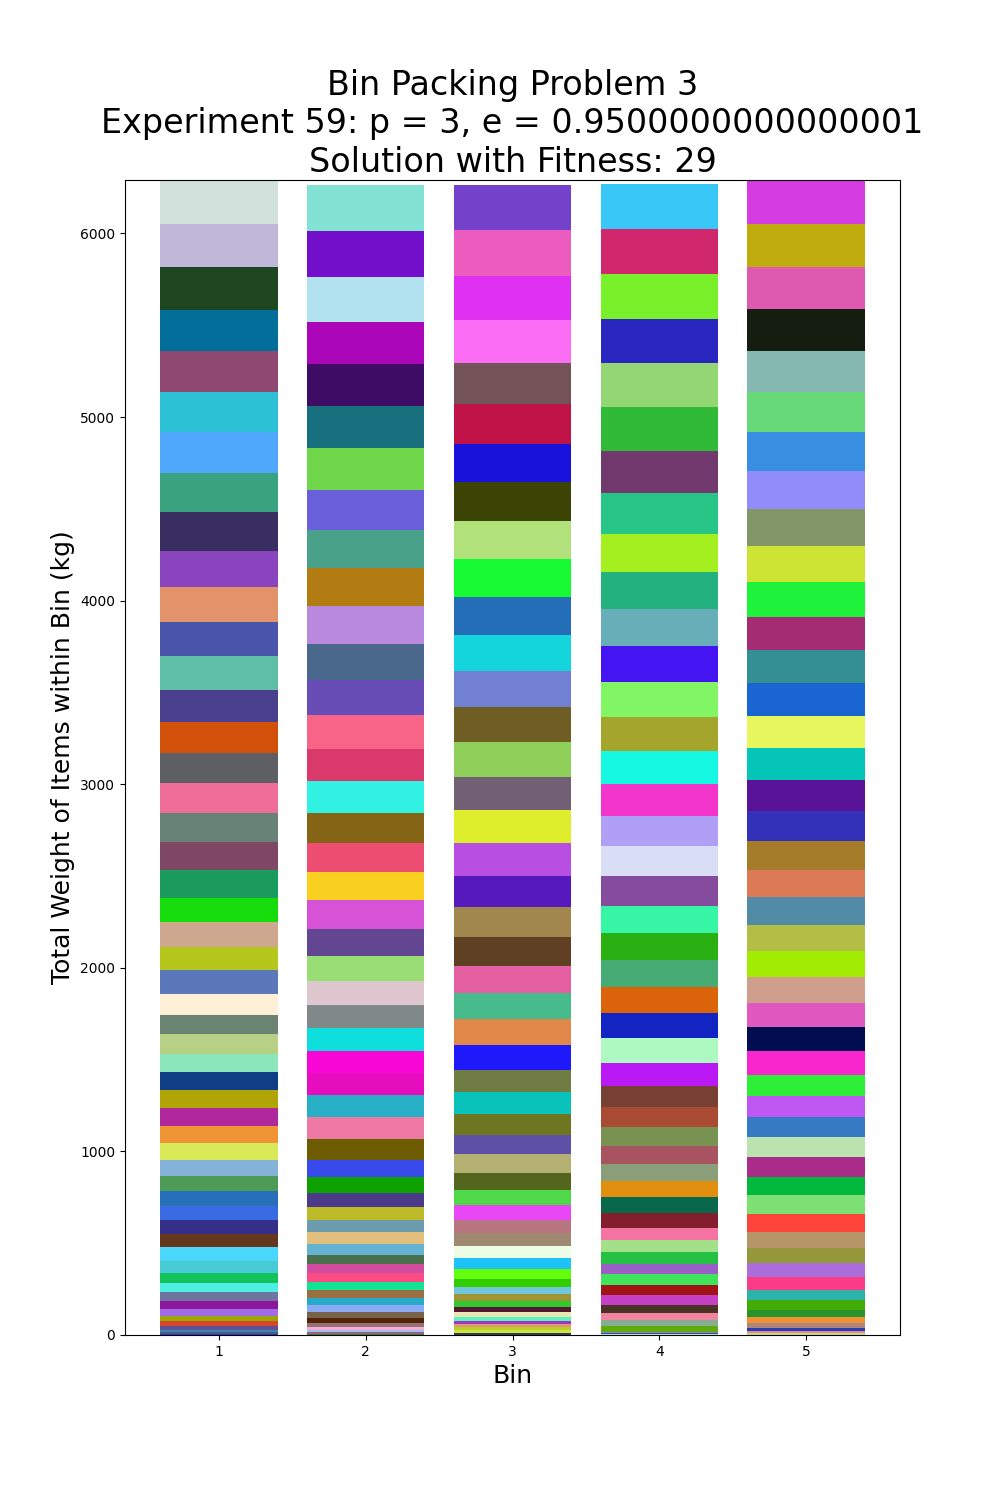 Bin Packing Problem 3
Experiment 59: p = 3, e = 0.9500000000000001
Solution with Fitness: 29
Total Weight of Items within Bin (kg)
6000
5000
4000
3000
2000
1000
0
1 2 3 4 5
Bin